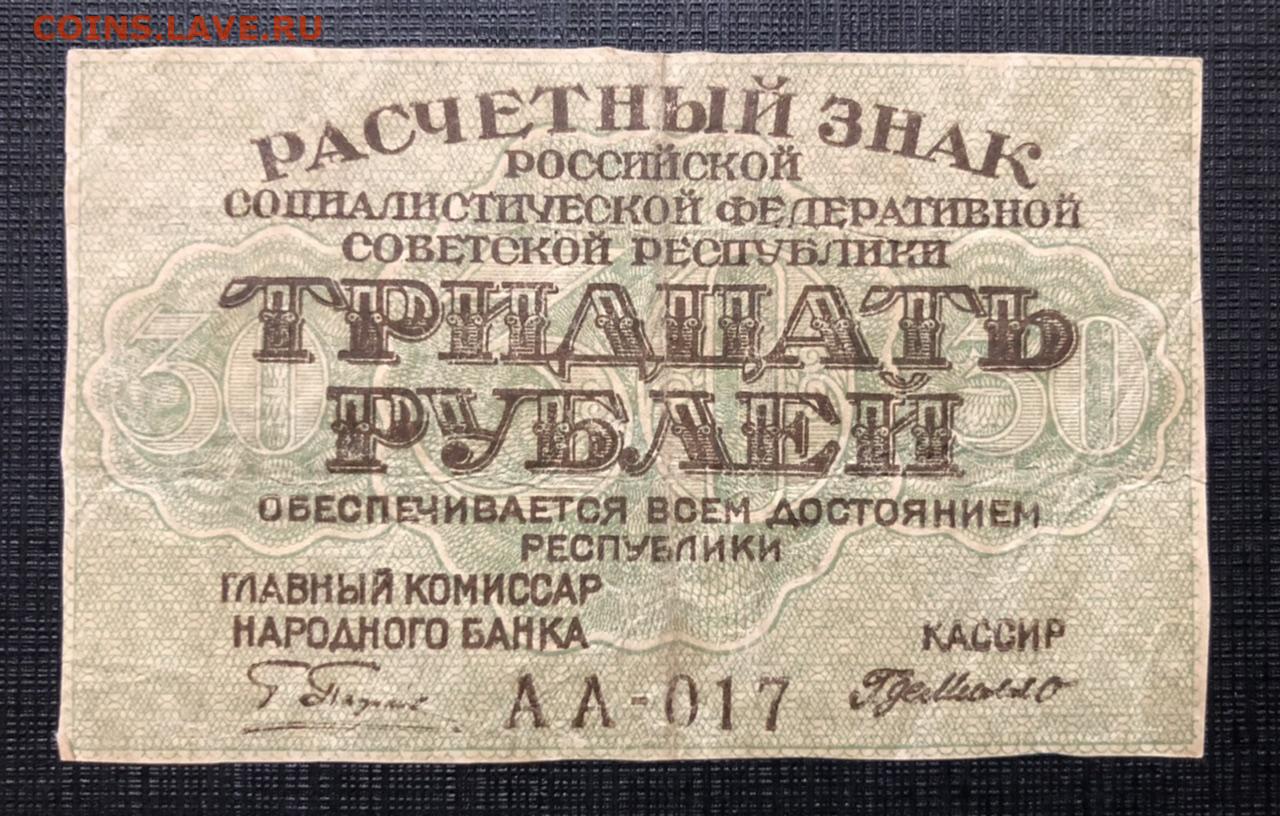 COINS.LAVE.RU
РАСЧЕТНЫЙ ЗНАК
РОССИЙСКОЙ
СОЦИАЛИСТИЧЕСКОЙ ФЕДЕРАТИВНОЙ
СОВЕТСКОЙ РЕСПУБЛИКИ
30 30 30
ТРИДЦАТЬ
РУБЛЕЙ
ОБЕСПЕЧИВАЕТСЯ ВСЕМ ДОСТОЯНИЕМ
РЕСПУБЛИКИ
ГЛАВНЫЙ КОМИССАР
НАРОДНОГО БАНКА
КАССИР
АА-017